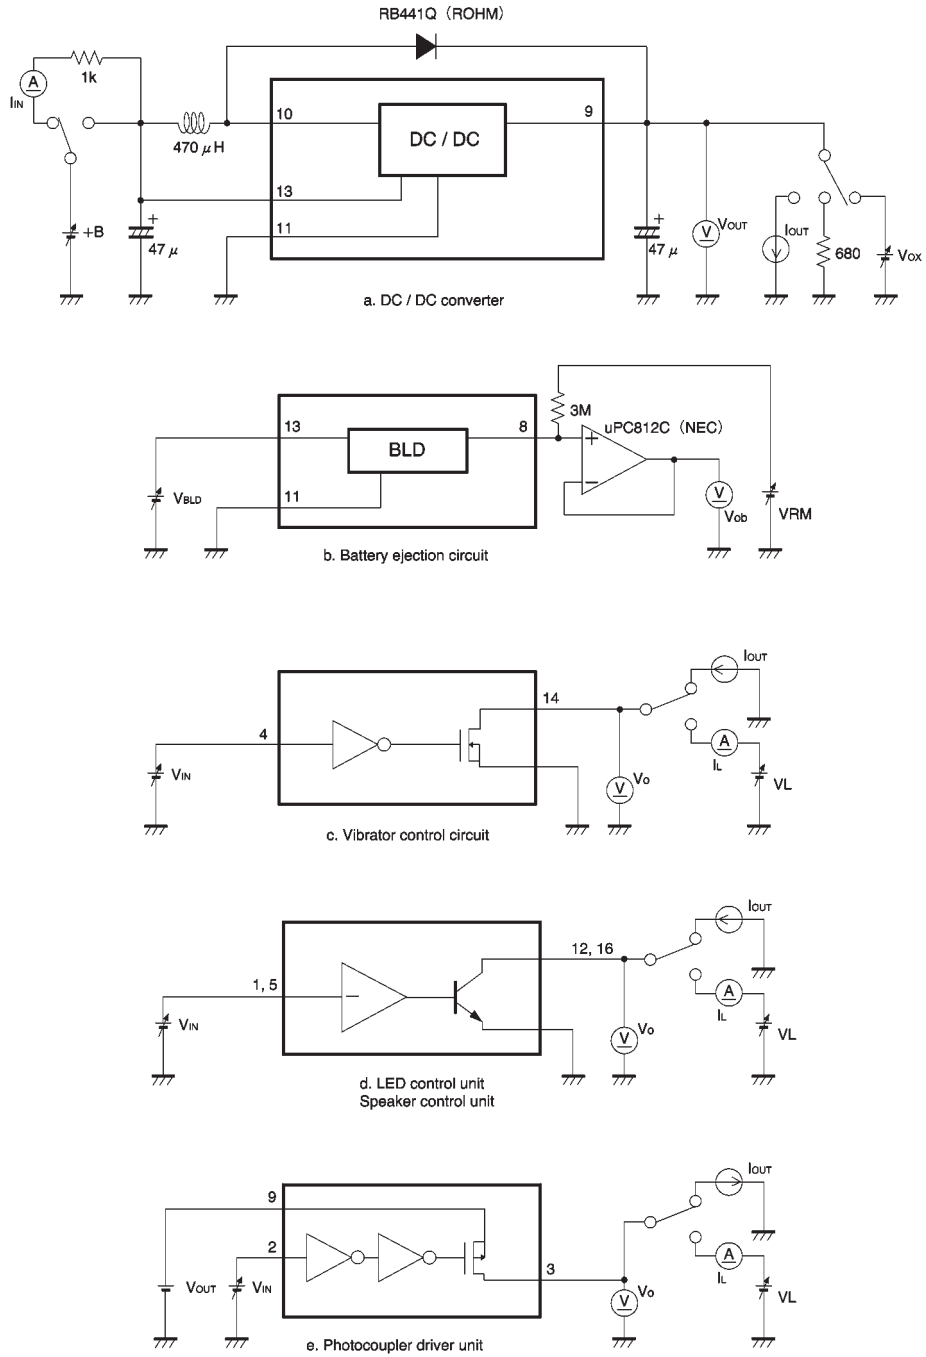 RB441Q (ROHM)
A
1k
IIN
470 μH
10
9
DC / DC
13
11
+B
+
47 μ
+
47 μ
V
VOUT
IOUT
680
VOX
a. DC / DC converter
3M
uPC812C (NEC)
13
8
BLD
+
−
VBLD
11
V
Vob
VRM
b. Battery ejection circuit
IOUT
14
4
A
IL
VIN
V
Vo
VL
c. Vibrator control circuit
IOUT
12, 16
1, 5
−
A
IL
VIN
V
Vo
VL
d. LED control unit
Speaker control unit
IOUT
9
2
A
IL
3
VOUT
VIN
V
Vo
VL
e. Photocoupler driver unit